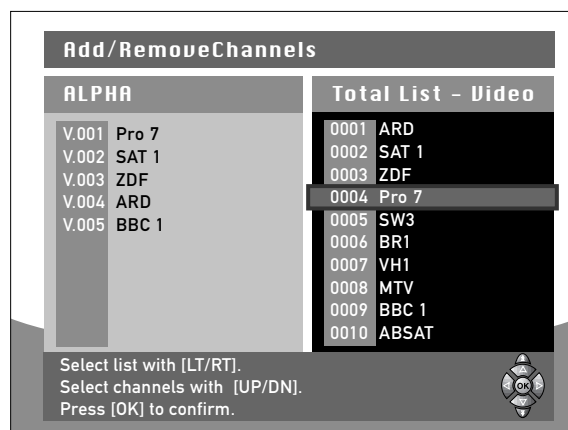 Add/RemoveChannels
ALPHA
V.001 Pro 7
V.002 SAT 1
V.003 ZDF
V.004 ARD
V.005 BBC 1
Total List - Video
0001 ARD
0002 SAT 1
0003 ZDF
0004 Pro 7
0005 SW3
0006 BR1
0007 VH1
0008 MTV
0009 BBC 1
0010 ABSAT
Select list with [LT/RT].
Select channels with [UP/DN].
Press [OK] to confirm.
OK